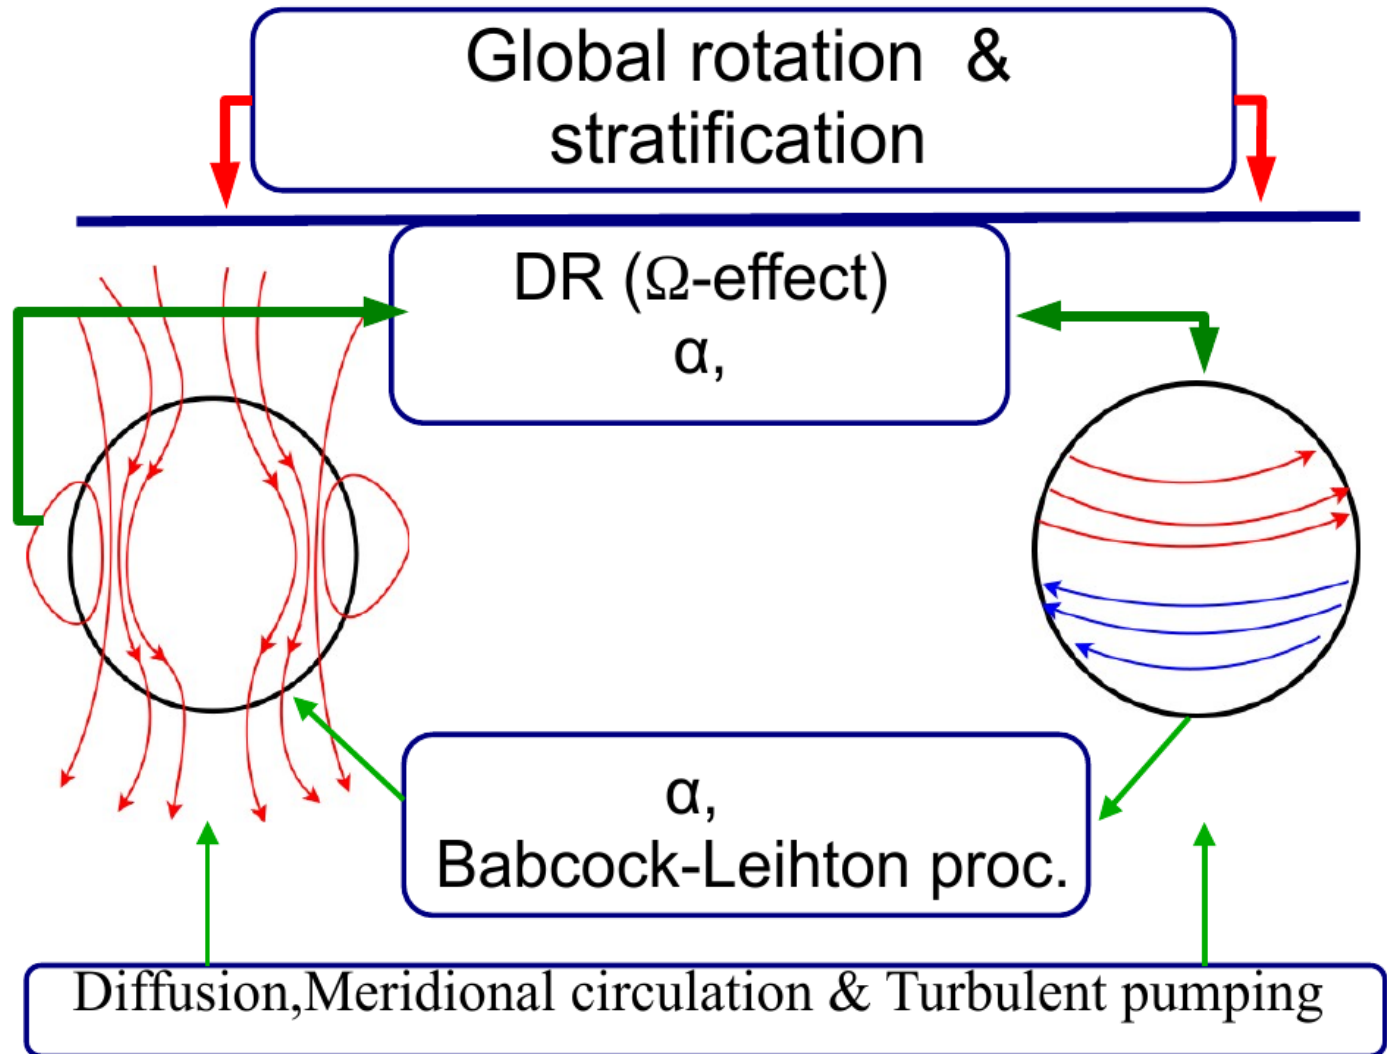 Global rotation &
stratification
DR (Ω-effect)
α,
α,
Babcock-Leihton proc.
Diffusion,Meridional circulation & Turbulent pumping